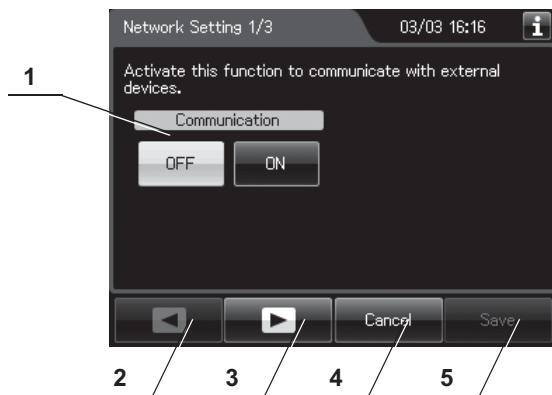 Network Setting 1/3 03/03 16:16 i
Activate this function to communicate with external
devices.
1
Communication
OFF ON
Cancel Save
2 3 4 5